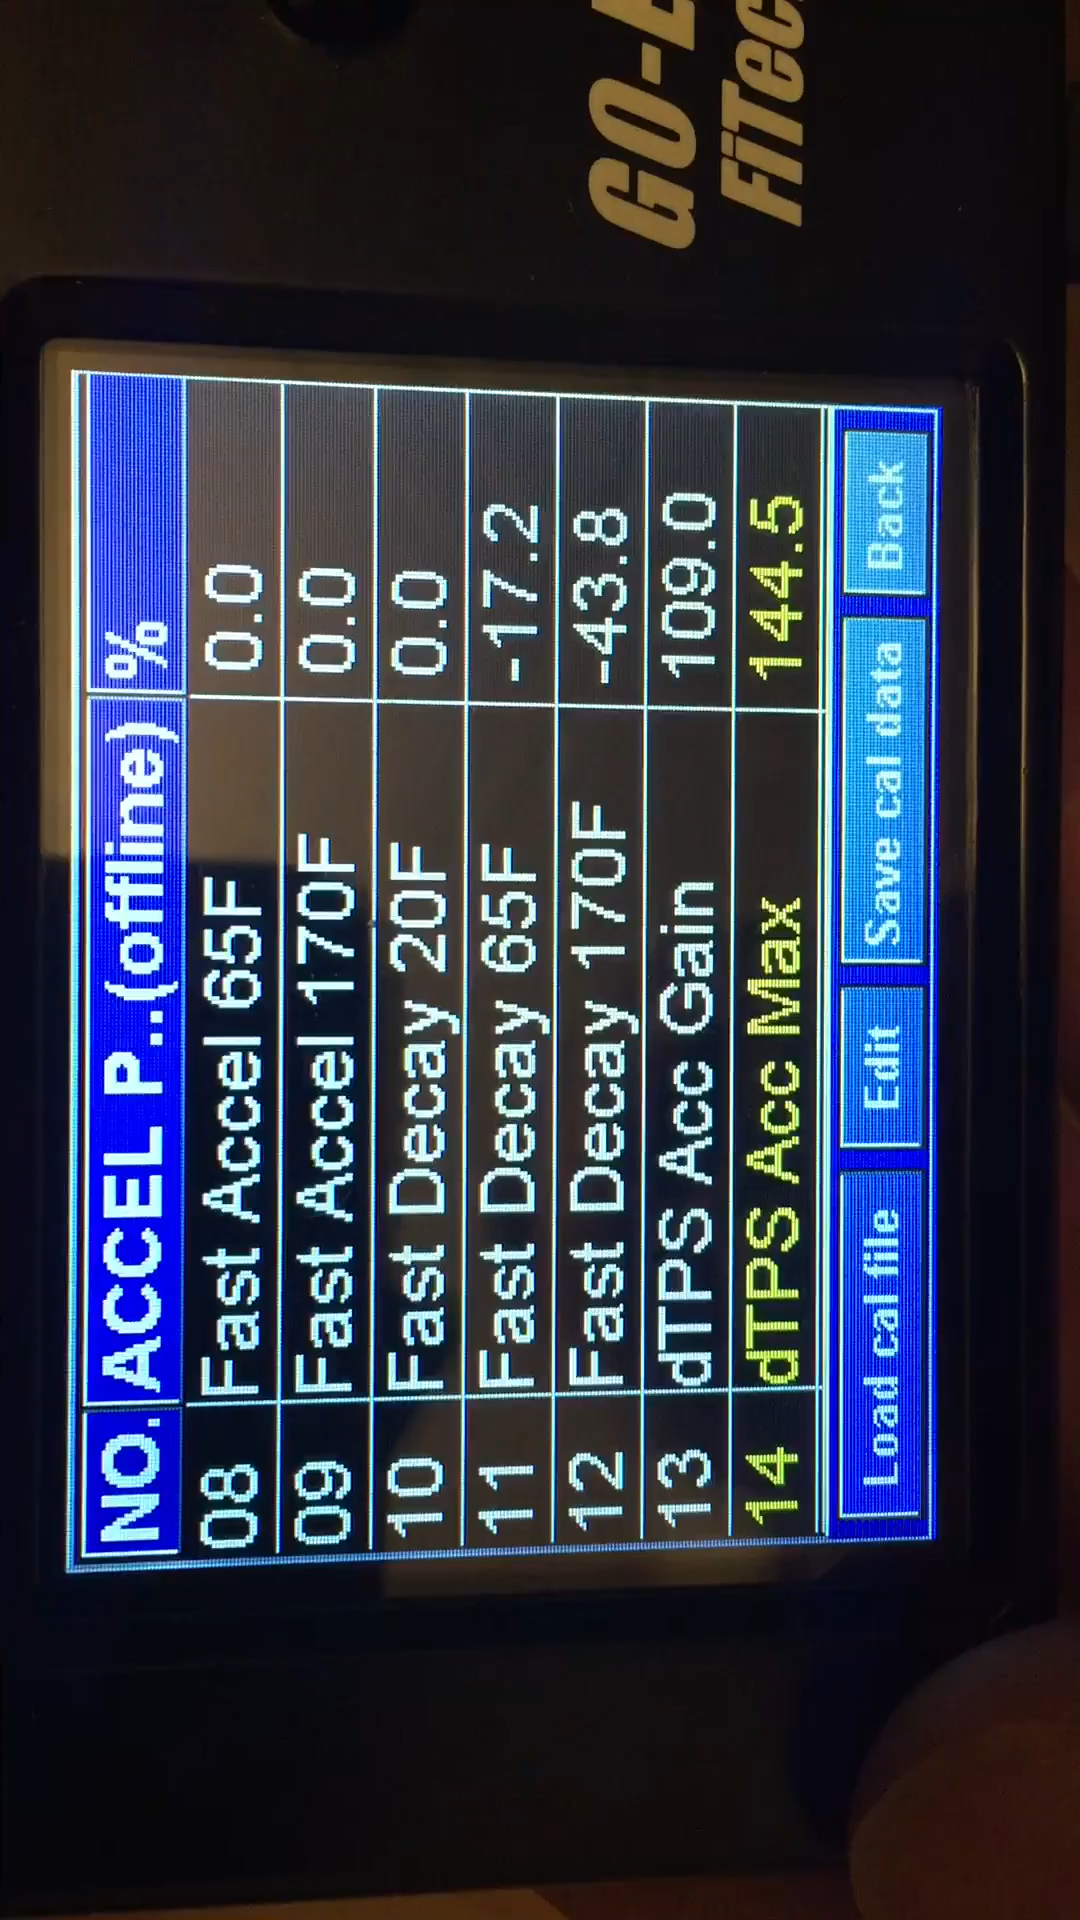 GO-E
FiTec
NO. ACCEL P..(offline) %
08 Fast Accel 65F 0.0
09 Fast Accel 170F 0.0
10 Fast Decay 20F 0.0
11 Fast Decay 65F -17.2
12 Fast Decay 170F -43.8
13 dTPS Acc Gain 109.0
14 dTPS Acc Max 144.5
Load cal file Edit Save cal data Back